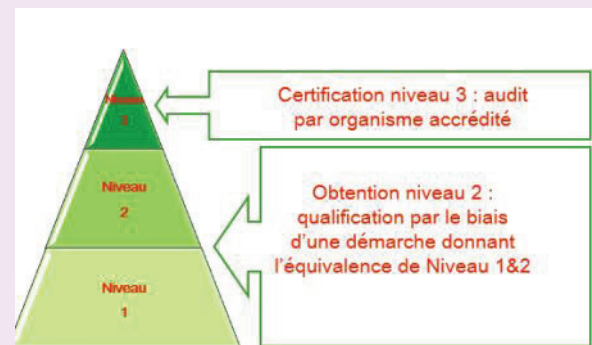 Niveau
3
Certification niveau 3 : audit
par organisme accrédité
Niveau
2
Obtention niveau 2 :
qualification par le biais
d'une démarche donnant
l'équivalence de Niveau 1&2
Niveau
1